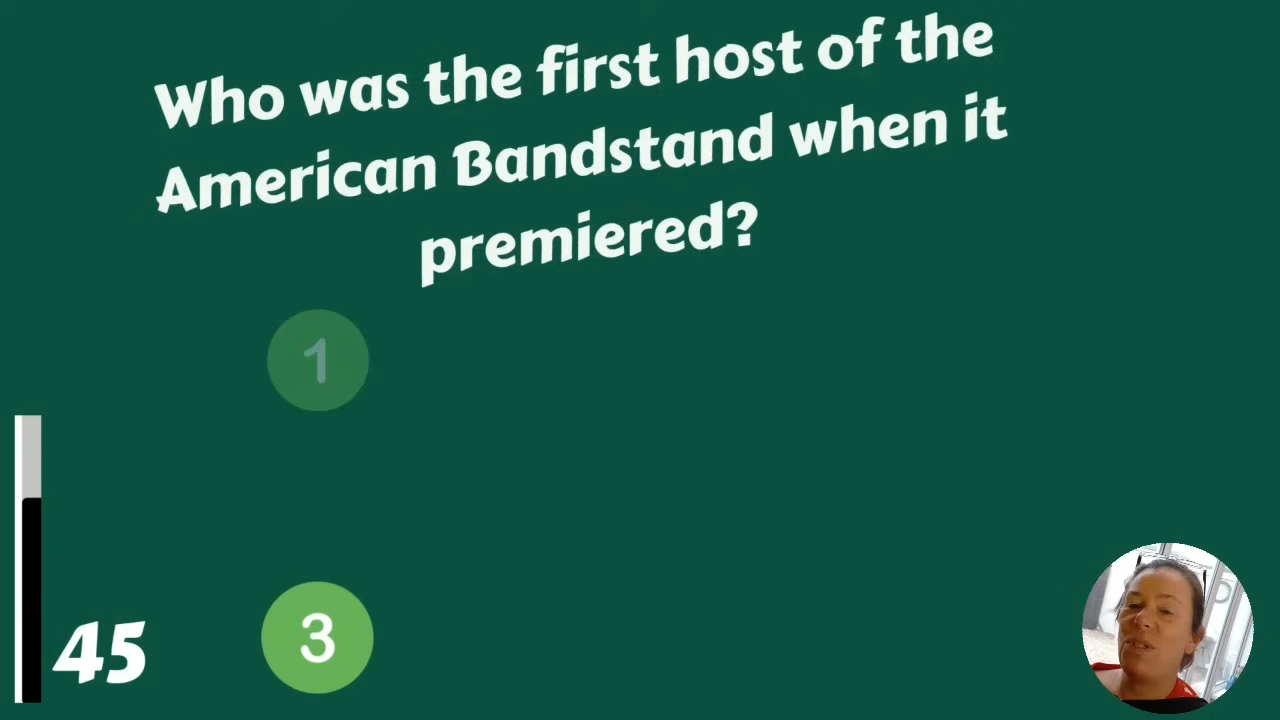 Who was the first host of the
American Bandstand when it
premiered?
1
3
45